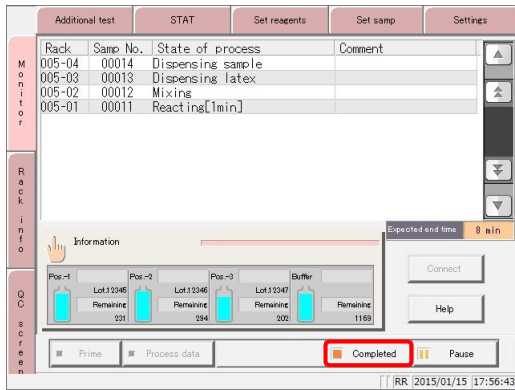 Additional test STAT Set reagents Set samp Settings
Monitor
Rack info
QC screen
Rack Samp No. State of process Comment
005-04 00014 Dispensing sample
005-03 00013 Dispensing latex
005-02 00012 Mixing
005-01 00011 Reacting[1min]
Expected end time 8 min
Information
Pos.-1 Pos.-2 Pos.-3 Buffer
Lot.12345 Lot.12346 Lot.12347
Remaining Remaining Remaining Remaining
231 294 202 1169
Connect
Help
Prime Process data Completed Pause
RR 2015/01/15 17:56:43